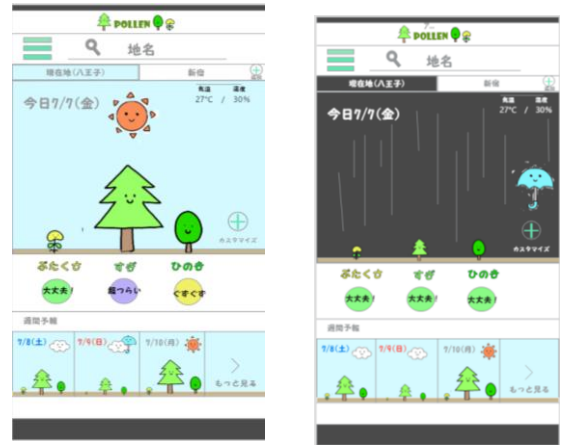 POLLEN
地名
現在地(八王子)
新宿
追加
気温 湿度
今日7/7(金)
27°C / 30%
カスタマイズ
ぶたくさ すぎ ひのき
大丈夫! 超つらい ぐすぐす
週間予報
7/8(土)
7/9(日)
7/10(月)
もっと見る
POLLEN
地名
現在地(八王子)
新宿
追加
気温 湿度
今日7/7(金)
27°C / 30%
カスタマイズ
ぶたくさ すぎ ひのき
大丈夫! 大丈夫! 大丈夫!
週間予報
7/8(土)
7/9(日)
7/10(月)
もっと見る